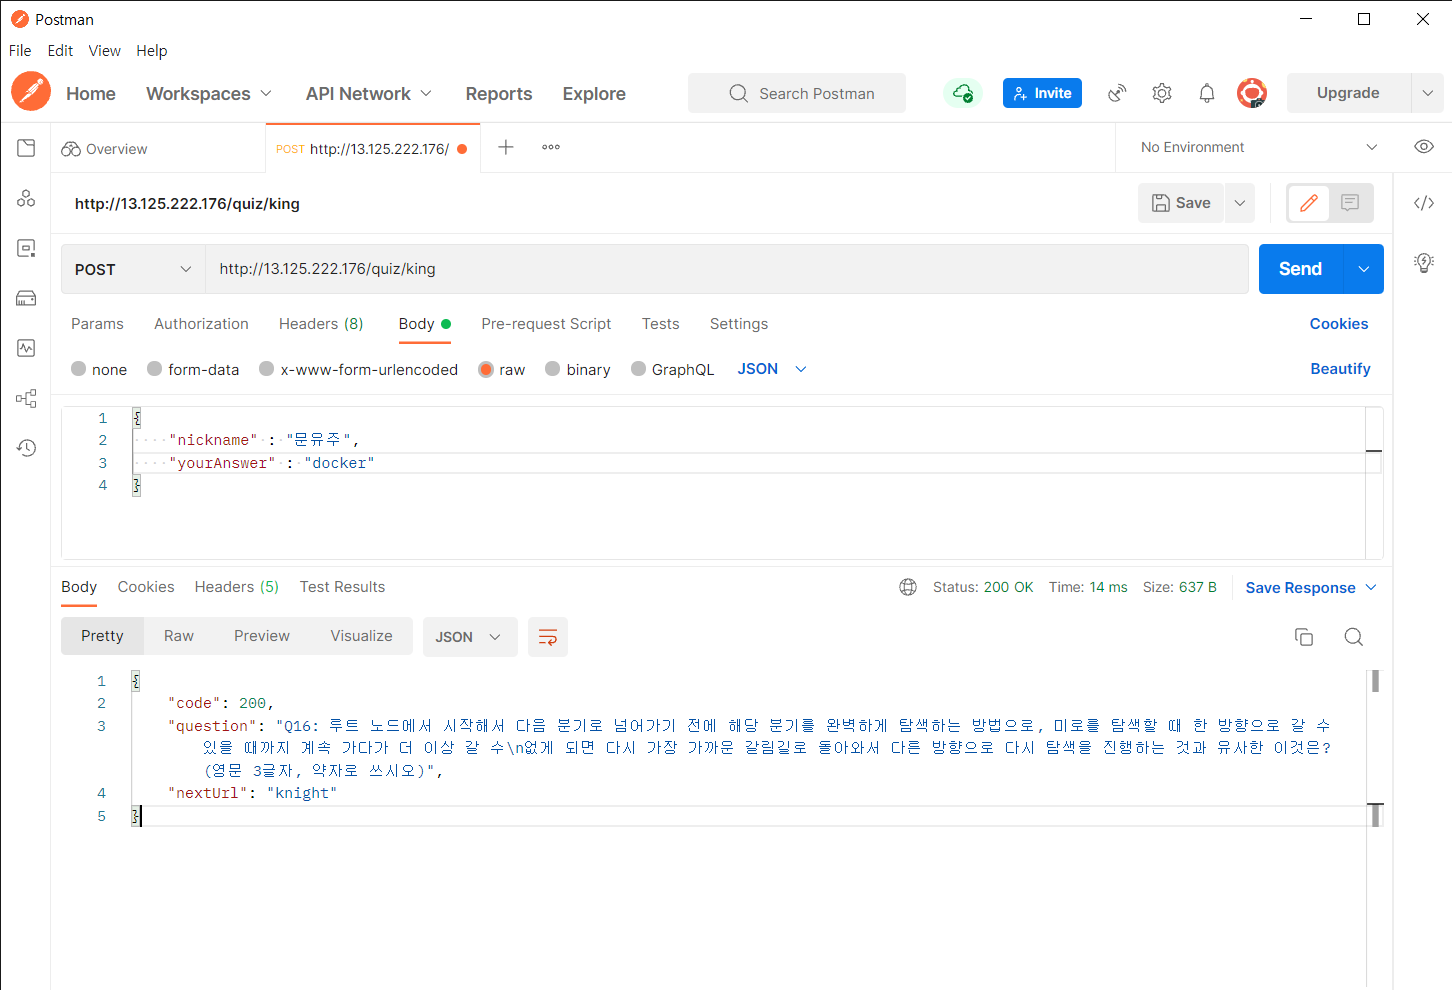 Postman
File Edit View Help
Home Workspaces API Network Reports Explore Search Postman Invite Upgrade
Overview POST http://13.125.222.176/ No Environment
http://13.125.222.176/quiz/king Save
POST http://13.125.222.176/quiz/king Send
Params Authorization Headers (8) Body Pre-request Script Tests Settings Cookies
none form-data x-www-form-urlencoded raw binary GraphQL JSON Beautify
1 {
2 "nickname" : "문유주",
3 "yourAnswer" : "docker"
4 }
Body Cookies Headers (5) Test Results Status: 200 OK Time: 14 ms Size: 637 B Save Response
Pretty Raw Preview Visualize JSON
1 {
2 "code": 200,
3 "question": "Q16: 루트 노드에서 시작해서 다음 분기로 넘어가기 전에 해당 분기를 완벽하게 탐색하는 방법으로, 미로를 탐색할 때 한 방향으로 갈 수
있을 때까지 계속 가다가 더 이상 갈 수\n없게 되면 다시 가장 가까운 갈림길로 돌아와서 다른 방향으로 다시 탐색을 진행하는 것과 유사한 이것은?
(영문 3글자, 약자로 쓰시오)",
4 "nextUrl": "knight"
5 }